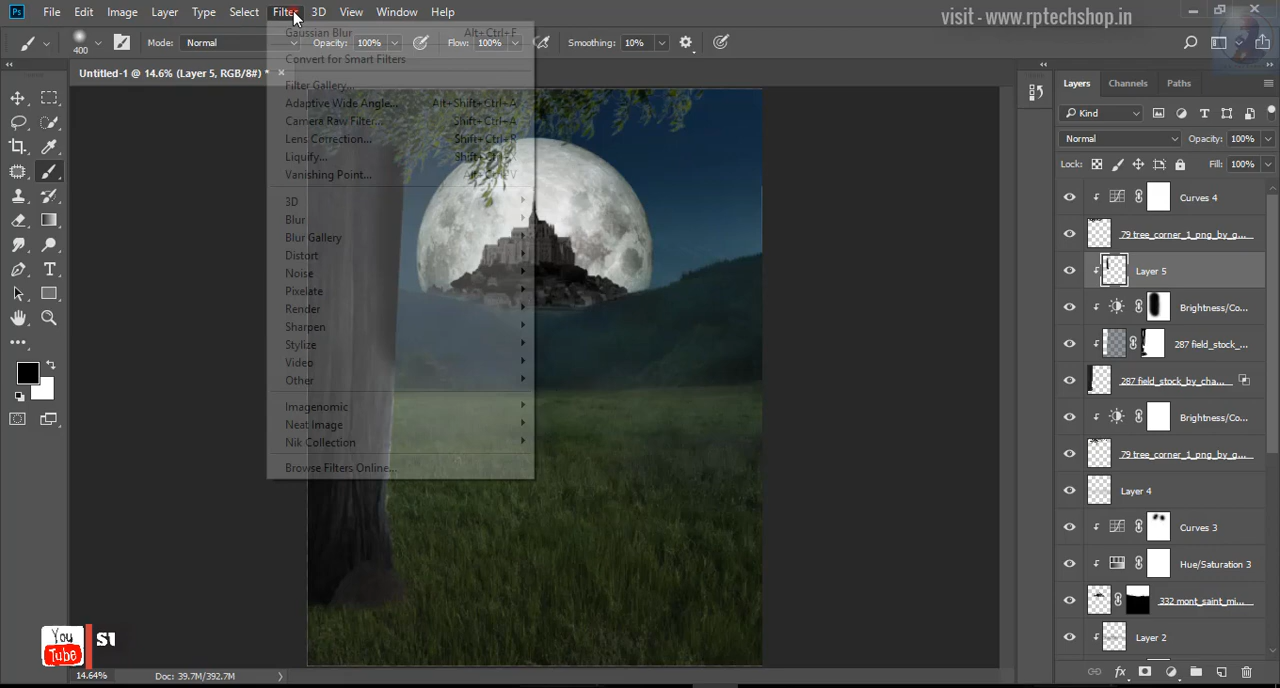 Ps File Edit Image Layer Type Select Filter 3D View Window Help
visit - www.rptechshop.in
400 Mode: Normal Opacity: 100% Flow: 100% Smoothing: 10%
Untitled-1 @ 14.6% (Layer 5, RGB/8#) * ×
Gaussian Blur Alt+Ctrl+F
Convert for Smart Filters
Filter Gallery...
Adaptive Wide Angle... Alt+Shift+Ctrl+A
Camera Raw Filter... Shift+Ctrl+A
Lens Correction... Shift+Ctrl+R
Liquify...
Vanishing Point...
3D
Blur
Blur Gallery
Distort
Noise
Pixelate
Render
Sharpen
Stylize
Video
Other
Imagenomic
Neat Image
Nik Collection
Browse Filters Online...
Layers Channels Paths
Kind
Normal Opacity: 100%
Lock: Fill: 100%
Curves 4
79 tree_corner_1_png_by_g...
Layer 5
Brightness/Co...
287 field_stock_...
287 field_stock_by_cha...
Brightness/Co...
79 tree_corner_1_png_by_g...
Layer 4
Curves 3
Hue/Saturation 3
332 mont_saint_mi...
Layer 2
You
Tube
14.64% Doc: 39.7M/392.7M